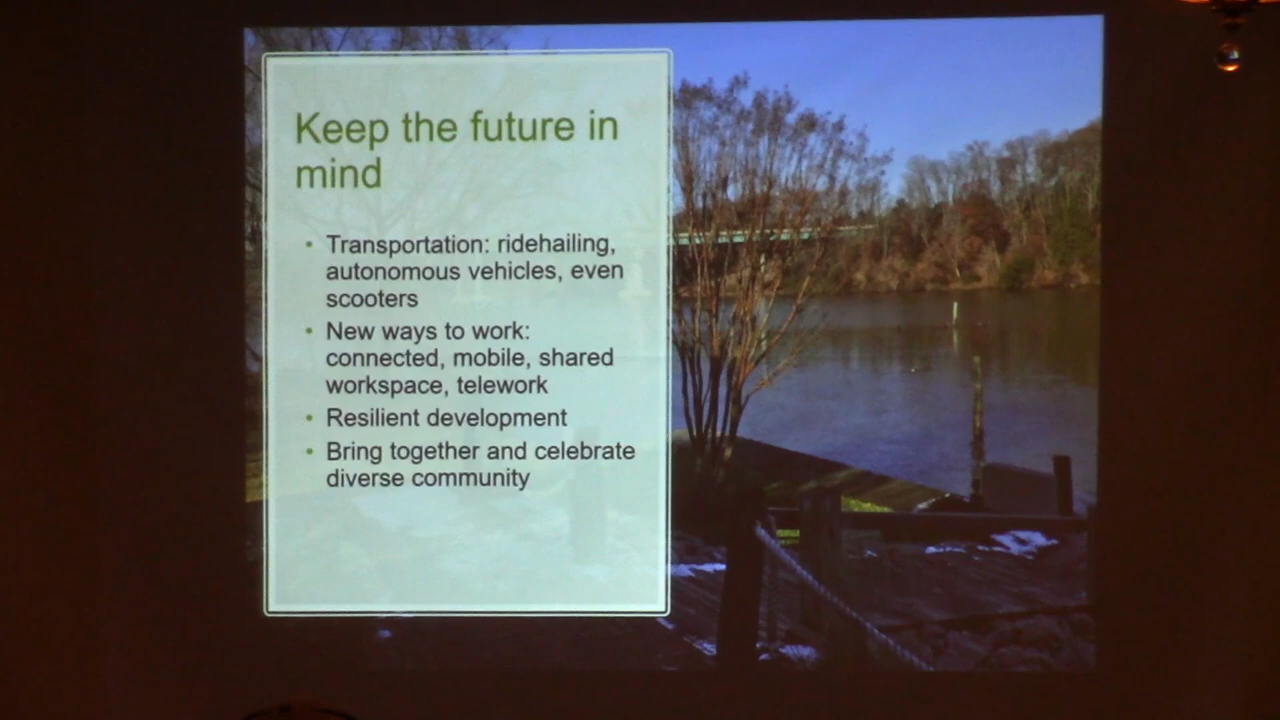 Keep the future in
mind
• Transportation: ridehailing,
autonomous vehicles, even
scooters
• New ways to work:
connected, mobile, shared
workspace, telework
• Resilient development
• Bring together and celebrate
diverse community